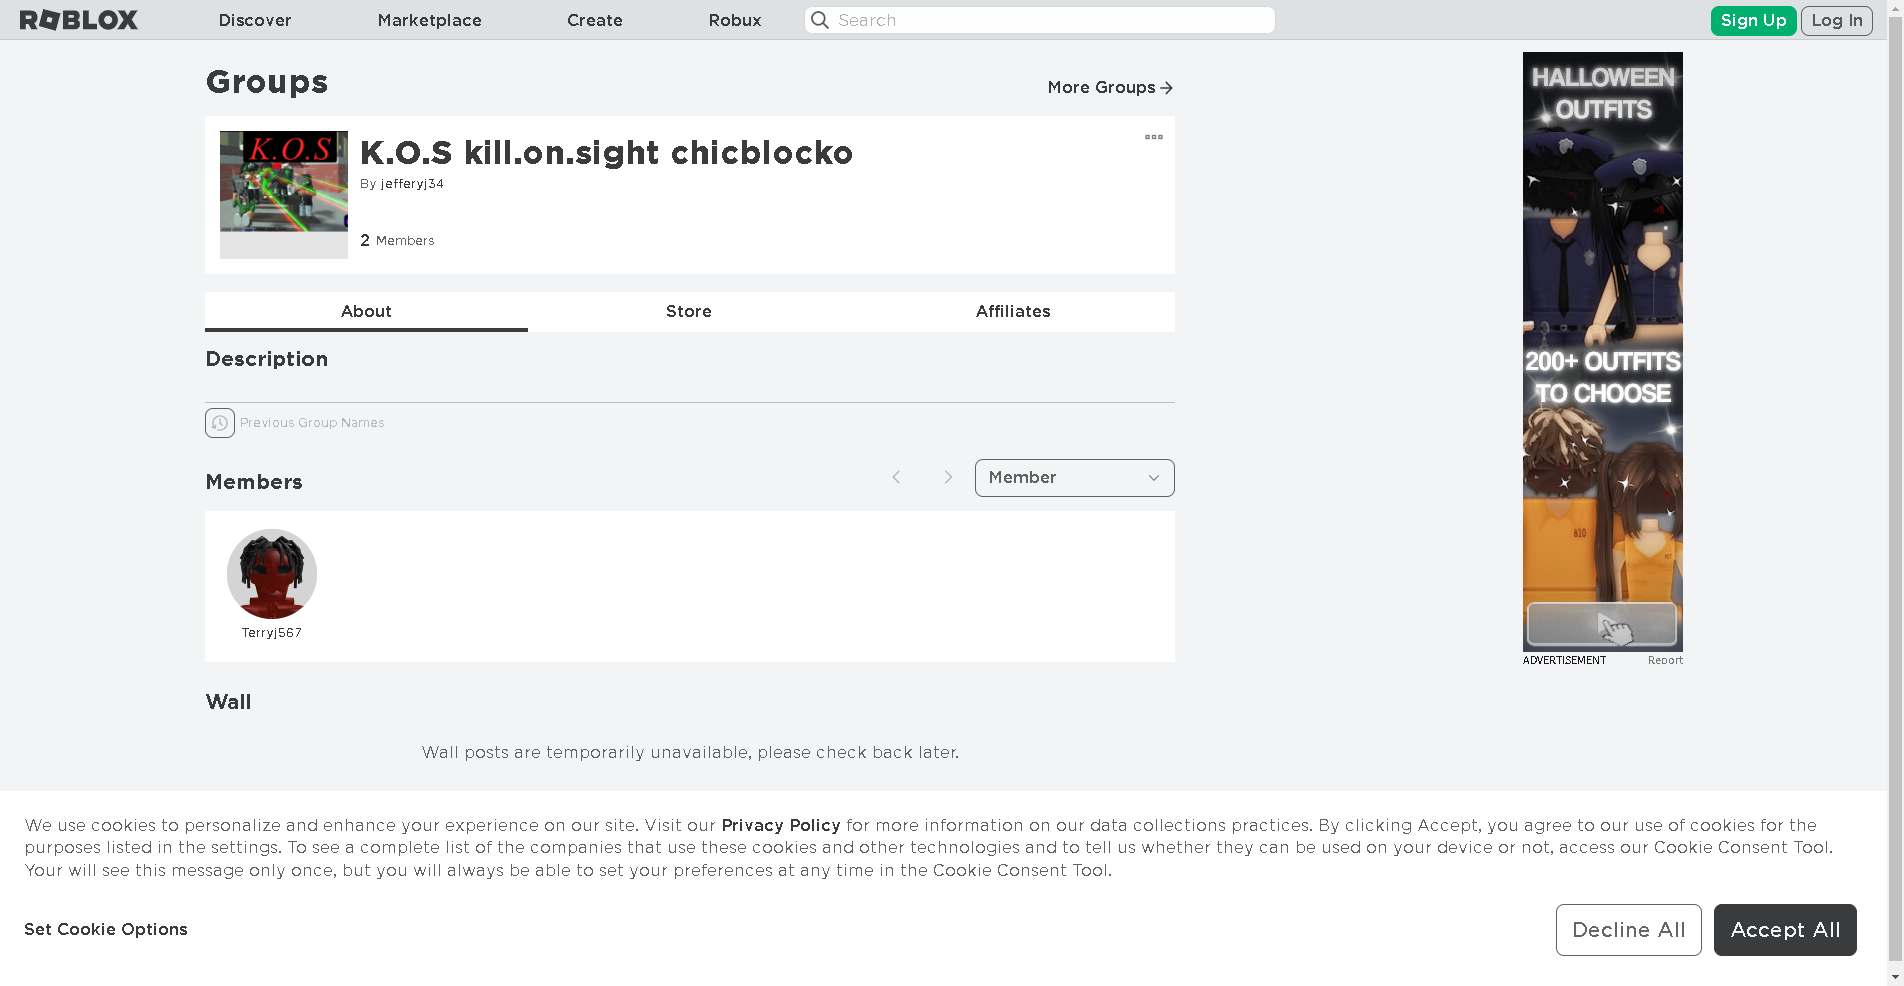 ROBLOX Discover Marketplace Create Robux Search Sign Up Log In
Groups
More Groups
K.O.S
K.O.S kill.on.sight chicblocko
By jefferyj34
2 Members
About Store Affiliates
Description
Previous Group Names
Members
Member
Terryj567
Wall
Wall posts are temporarily unavailable, please check back later.
HALLOWEEN
OUTFITS
200+ OUTFITS
TO CHOOSE
810
ADVERTISEMENT Report
We use cookies to personalize and enhance your experience on our site. Visit our Privacy Policy for more information on our data collections practices. By clicking Accept, you agree to our use of cookies for the
purposes listed in the settings. To see a complete list of the companies that use these cookies and other technologies and to tell us whether they can be used on your device or not, access our Cookie Consent Tool.
Your will see this message only once, but you will always be able to set your preferences at any time in the Cookie Consent Tool.
Set Cookie Options
Decline All
Accept All